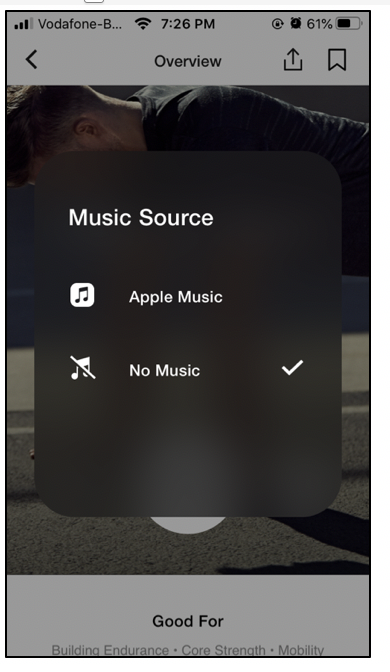 Vodafone-B... 7:26 PM 61%
Overview
Music Source
Apple Music
No Music
Good For
Building Endurance • Core Strength • Mobility